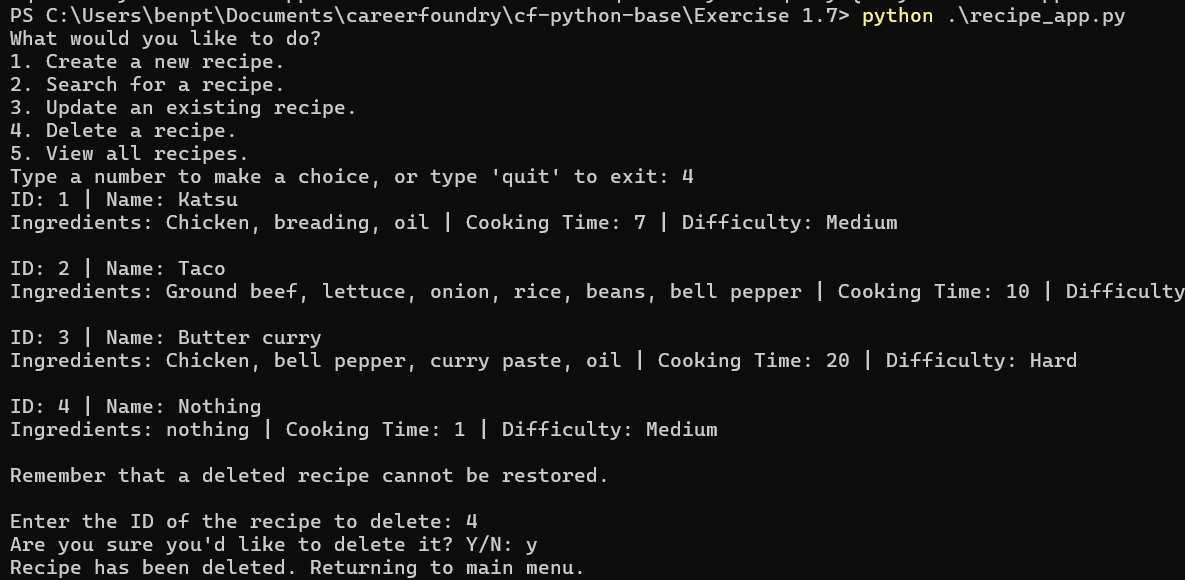 PS C:\Users\benpt\Documents\careerfoundry\cf-python-base\Exercise 1.7> python .\recipe_app.py
What would you like to do?
1. Create a new recipe.
2. Search for a recipe.
3. Update an existing recipe.
4. Delete a recipe.
5. View all recipes.
Type a number to make a choice, or type 'quit' to exit: 4
ID: 1 | Name: Katsu
Ingredients: Chicken, breading, oil | Cooking Time: 7 | Difficulty: Medium
ID: 2 | Name: Taco
Ingredients: Ground beef, lettuce, onion, rice, beans, bell pepper | Cooking Time: 10 | Difficulty
ID: 3 | Name: Butter curry
Ingredients: Chicken, bell pepper, curry paste, oil | Cooking Time: 20 | Difficulty: Hard
ID: 4 | Name: Nothing
Ingredients: nothing | Cooking Time: 1 | Difficulty: Medium
Remember that a deleted recipe cannot be restored.
Enter the ID of the recipe to delete: 4
Are you sure you'd like to delete it? Y/N: y
Recipe has been deleted. Returning to main menu.